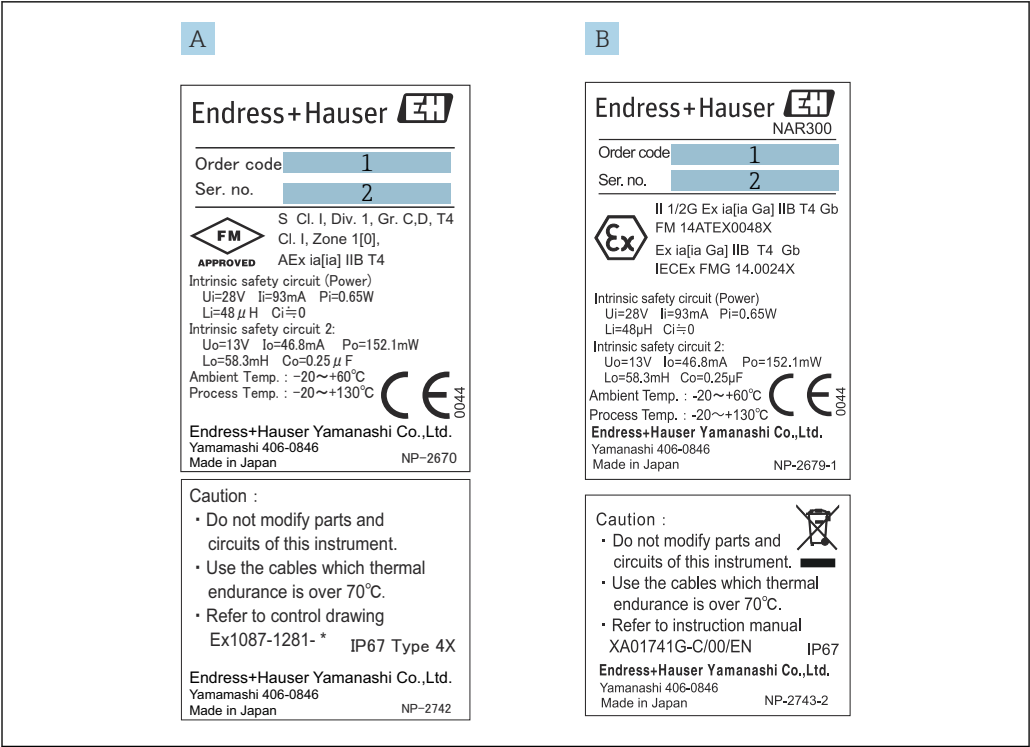 A
Endress+Hauser EH
Order code 1
Ser. no. 2
FM
APPROVED
S Cl. I, Div. 1, Gr. C,D, T4
Cl. I, Zone 1[0],
AEx ia[ia] IIB T4
Intrinsic safety circuit (Power)
Ui=28V Ii=93mA Pi=0.65W
Li=48μH Ci≒0
Intrinsic safety circuit 2:
Uo=13V Io=46.8mA Po=152.1mW
Lo=58.3mH Co=0.25μF
Ambient Temp. : -20~+60℃
Process Temp. : -20~+130℃
CE 0044
Endress+Hauser Yamanashi Co.,Ltd.
Yamamashi 406-0846
Made in Japan NP-2670
Caution :
・Do not modify parts and
circuits of this instrument.
・Use the cables which thermal
endurance is over 70℃.
・Refer to control drawing
Ex1087-1281- * IP67 Type 4X
Endress+Hauser Yamanashi Co.,Ltd.
Yamamashi 406-0846
Made in Japan NP-2742
B
Endress+Hauser EH
NAR300
Order code 1
Ser. no. 2
Ex
II 1/2G Ex ia[ia Ga] IIB T4 Gb
FM 14ATEX0048X
Ex ia[ia Ga] IIB T4 Gb
IECEx FMG 14.0024X
Intrinsic safety circuit (Power)
Ui=28V Ii=93mA Pi=0.65W
Li=48μH Ci≒0
Intrinsic safety circuit 2:
Uo=13V Io=46.8mA Po=152.1mW
Lo=58.3mH Co=0.25μF
Ambient Temp. : -20~+60℃
Process Temp. : -20~+130℃
CE 0044
Endress+Hauser Yamanashi Co.,Ltd.
Yamanashi 406-0846
Made in Japan NP-2679-1
Caution :
・Do not modify parts and
circuits of this instrument.
・Use the cables which thermal
endurance is over 70℃.
・Refer to instruction manual
XA01741G-C/00/EN IP67
Endress+Hauser Yamanashi Co.,Ltd.
Yamanashi 406-0846
Made in Japan NP-2743-2